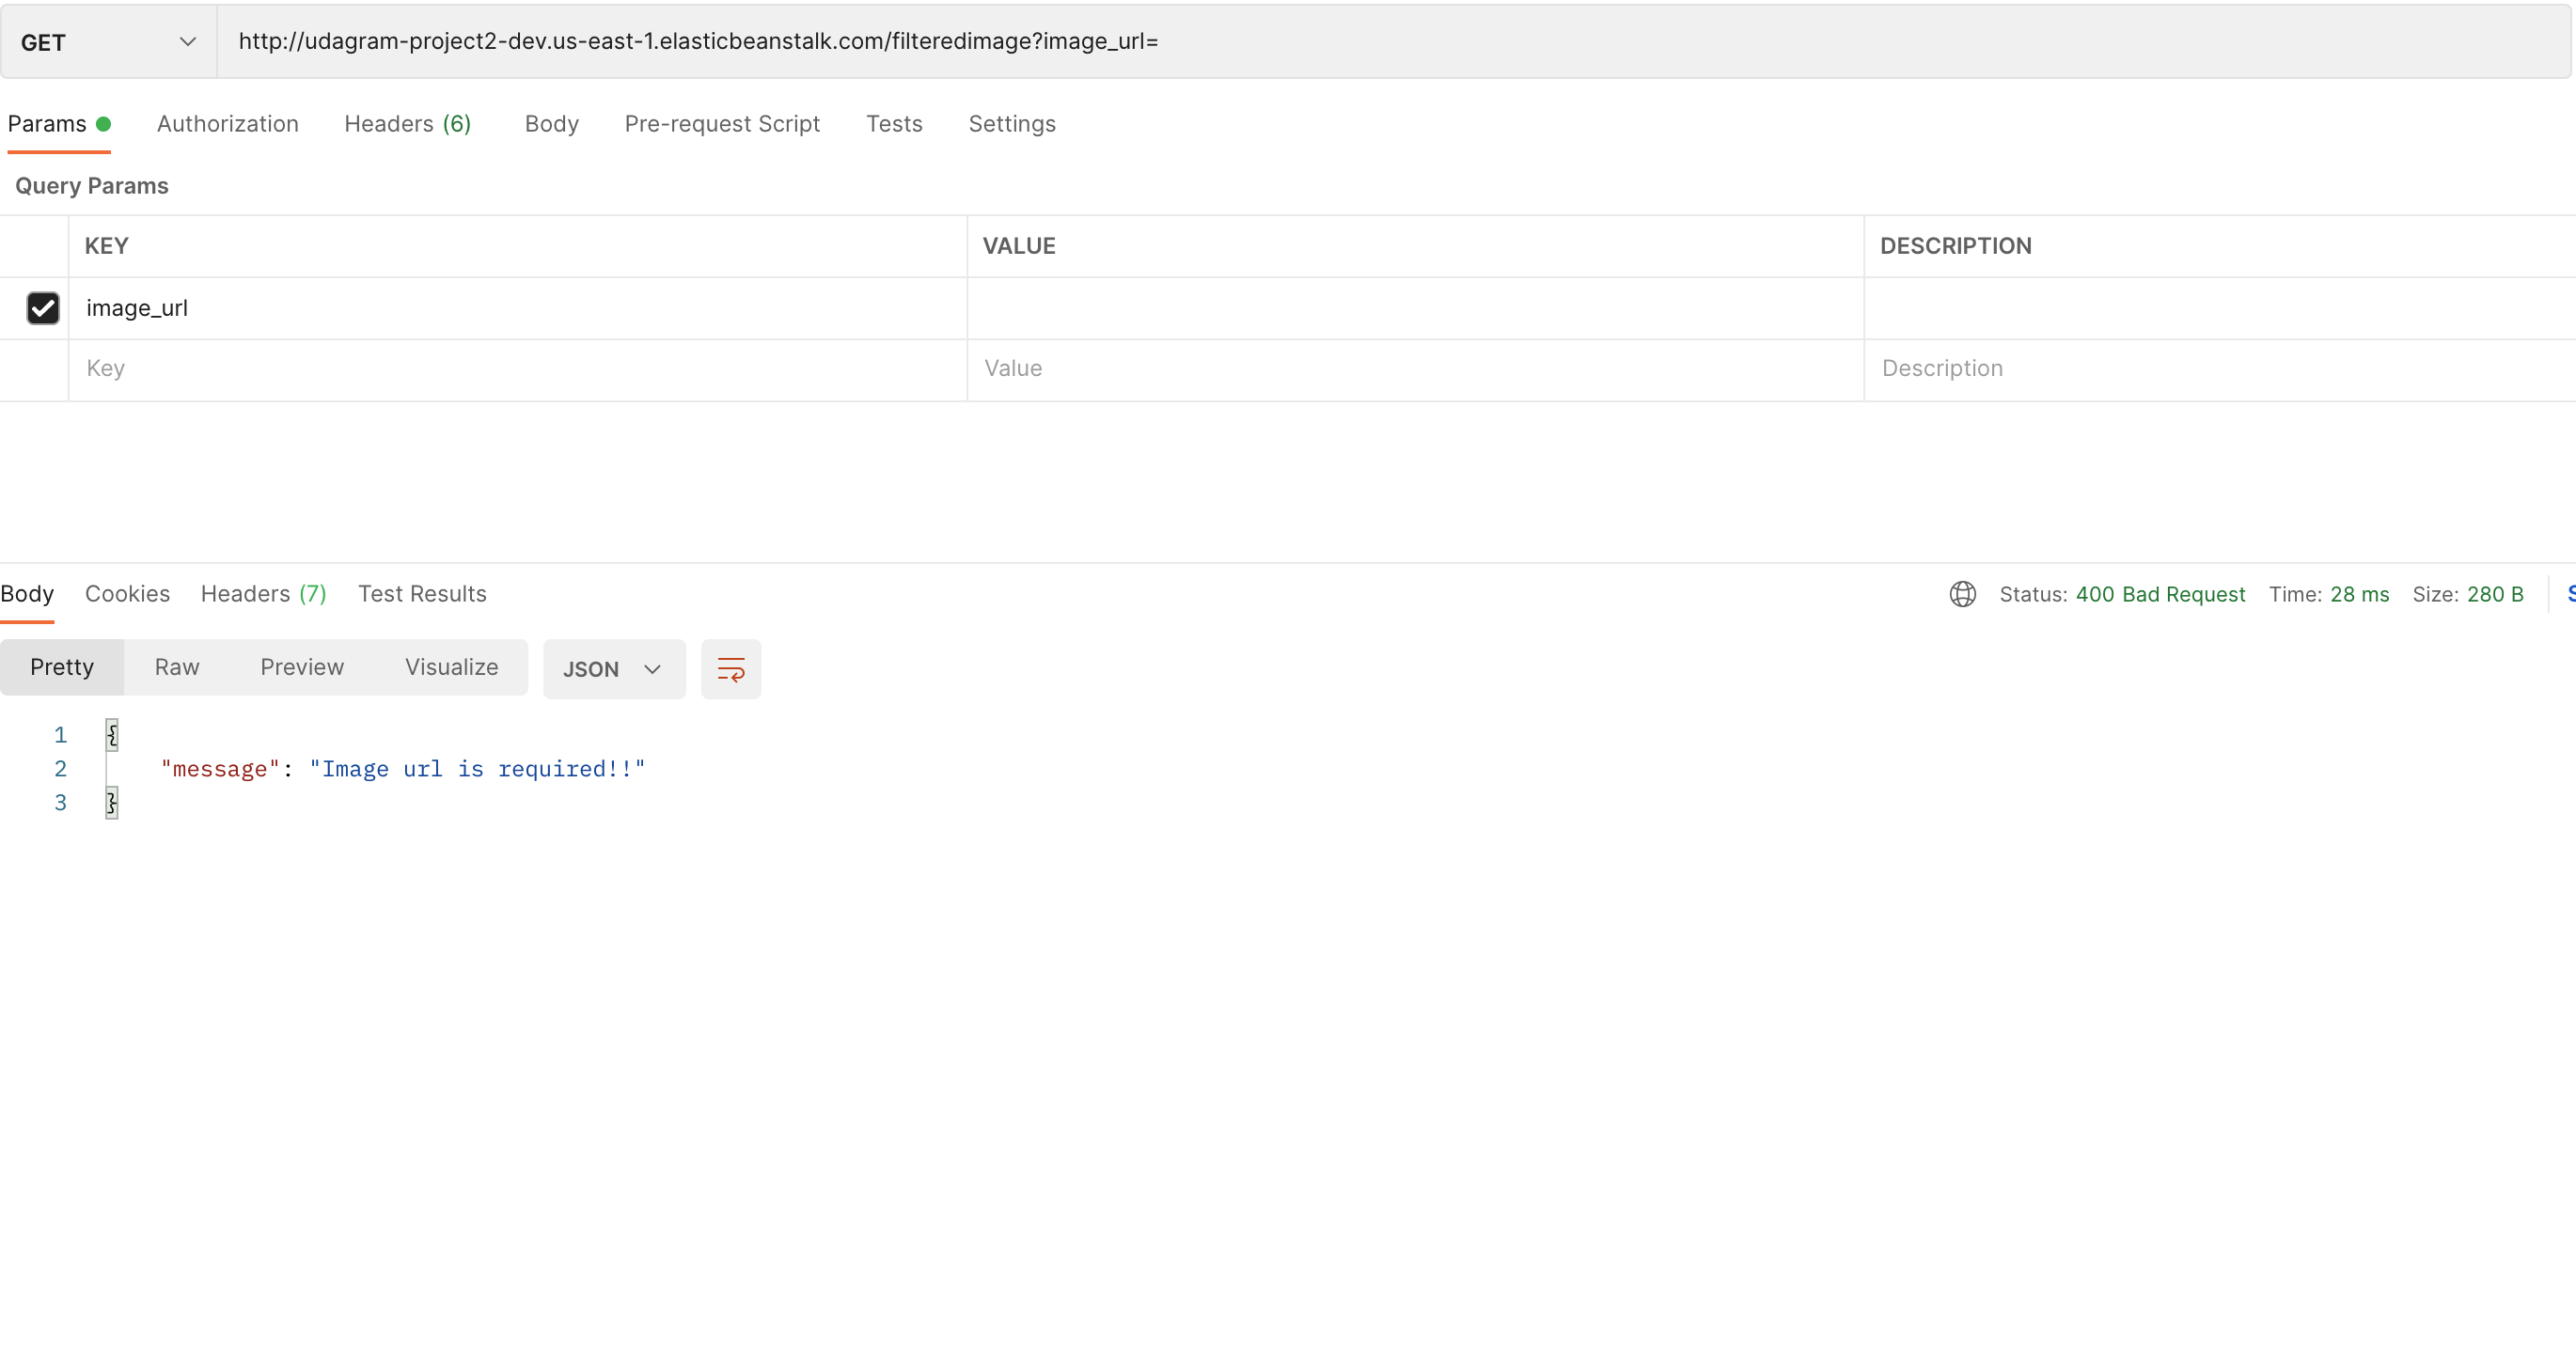 GET http://udagram-project2-dev.us-east-1.elasticbeanstalk.com/filteredimage?image_url=
Params Authorization Headers (6) Body Pre-request Script Tests Settings
Query Params
KEY VALUE DESCRIPTION
image_url
Key Value Description
Body Cookies Headers (7) Test Results Status: 400 Bad Request Time: 28 ms Size: 280 B
Pretty Raw Preview Visualize JSON
1 {
2 "message": "Image url is required!!"
3 }